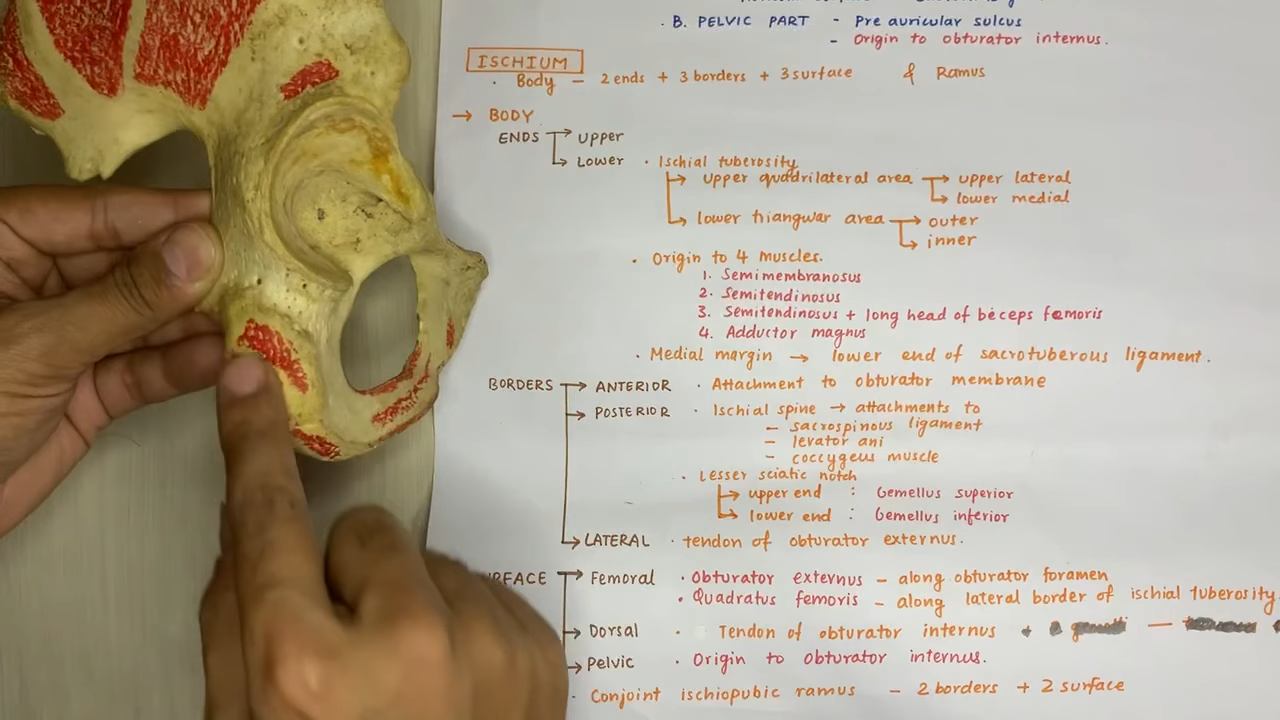 . B. PELVIC PART - Pre auricular sulcus
- Origin to obturator internus.
ISCHIUM
. Body - 2 ends + 3 borders + 3 surface & Ramus
→ BODY
ENDS → Upper
↳ Lower . Ischial tuberosity
→ upper quadrilateral area → upper lateral
↳ lower medial
↳ lower triangular area → outer
↳ inner
. Origin to 4 muscles.
1. Semimembranosus
2. Semitendinosus
3. Semitendinosus + long head of biceps femoris
4. Adductor magnus
. Medial margin → lower end of sacrotuberous ligament.
BORDERS → ANTERIOR . Attachment to obturator membrane
→ POSTERIOR . Ischial spine → attachments to
- sacrospinous ligament
- levator ani
- coccygeus muscle
. Lesser sciatic notch
→ upper end : Gemellus superior
↳ lower end : Gemellus inferior
↳ LATERAL . tendon of obturator externus.
RFACE → Femoral . Obturator externus - along obturator foramen
. Quadratus femoris - along lateral border of ischial tuberosity
→ Dorsal . Tendon of obturator internus +
→ Pelvic . Origin to obturator internus.
. Conjoint ischiopubic ramus - 2 borders + 2 surface